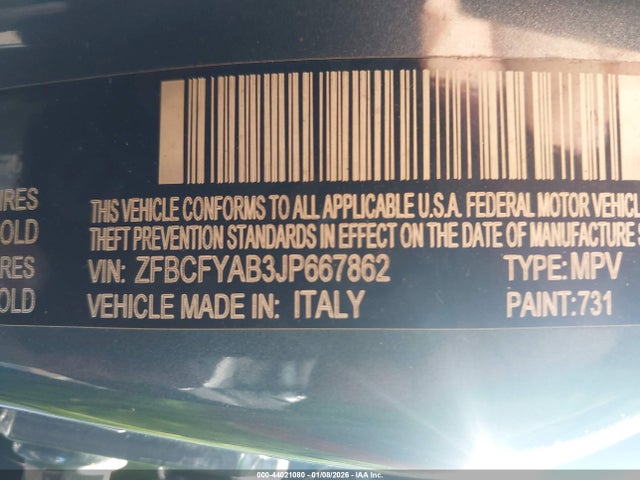 THIS VEHICLE CONFORMS TO ALL APPLICABLE U.S.A. FEDERAL MOTOR VEHICL
THEFT PREVENTION STANDARDS IN EFFECT ON THE DATE OF MANUFACTURE S
URES
OLD
VIN: ZFBCFYAB3JP667862 TYPE: MPV
RES
VEHICLE MADE IN: ITALY PAINT: 731
OLD
000-44021080 - 01/08/2026 - IAA Inc.